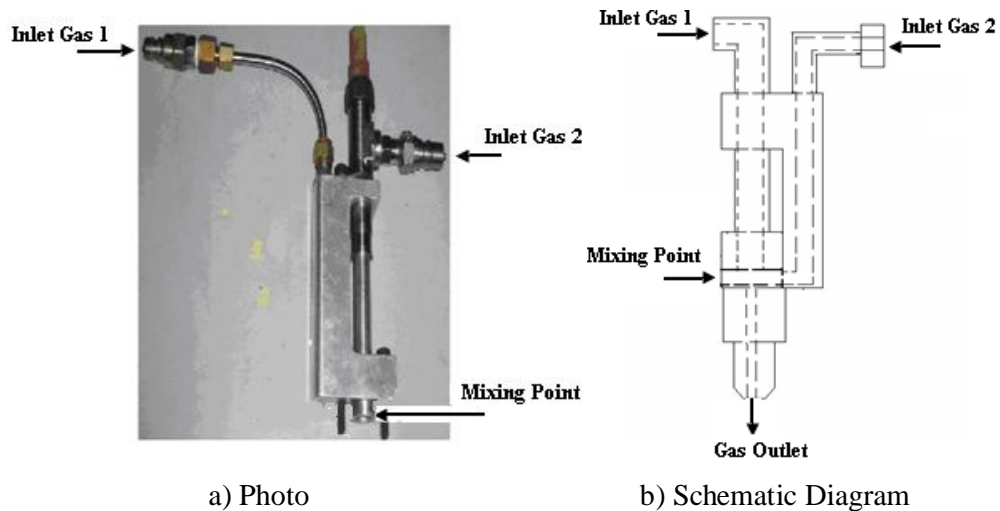 Inlet Gas 1
Inlet Gas 2
Mixing Point
a) Photo
Inlet Gas 1
Inlet Gas 2
Mixing Point
Gas Outlet
b) Schematic Diagram